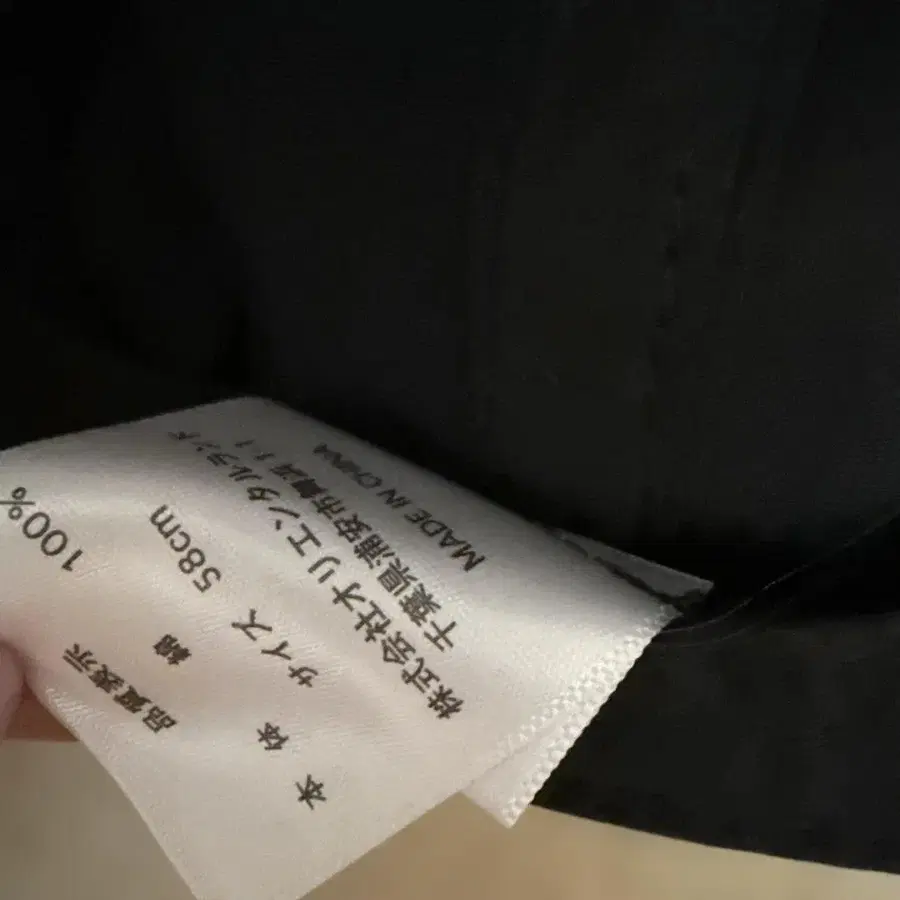 品質表示
綿 100%
本体サイズ 58cm
株式会社オリエンタルランド
千葉県浦安市舞浜 1-1
MADE IN CHINA